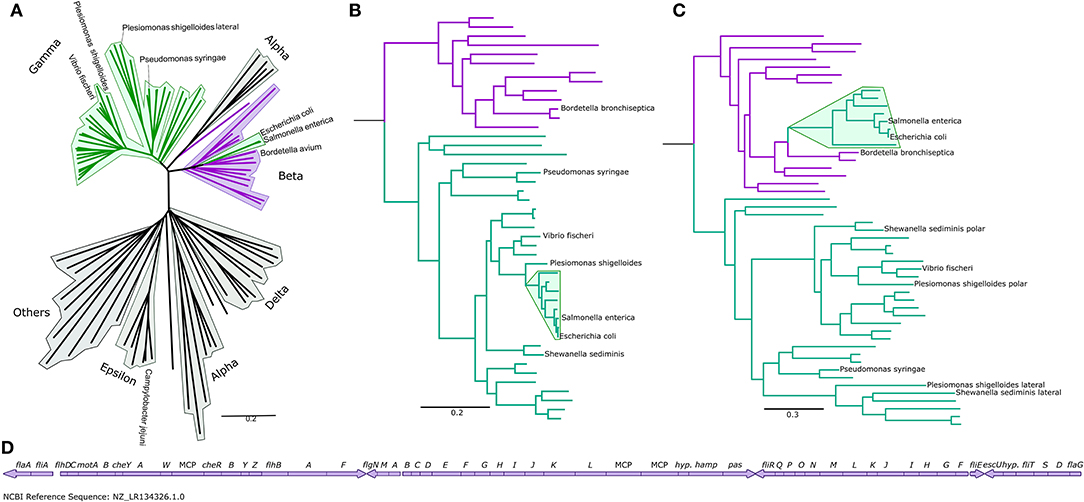 A
Gamma
Plesiomonas shigelloides
Vibrio fischeri
Plesiomonas shigelloides lateral
Pseudomonas syringae
Alpha
Escherichia coli
Salmonella enterica
Bordetella avium
Beta
Delta
Alpha
Campylobacter jejuni
Epsilon
Others
0.2
B
Bordetella bronchiseptica
Pseudomonas syringae
Vibrio fischeri
Plesiomonas shigelloides
Salmonella enterica
Escherichia coli
Shewanella sediminis
0.2
C
Salmonella enterica
Escherichia coli
Bordetella bronchiseptica
Shewanella sediminis polar
Vibrio fischeri
Plesiomonas shigelloides polar
Pseudomonas syringae
Plesiomonas shigelloides lateral
Shewanella sediminis lateral
0.3
D
flaA fliA flhDC motA B cheY A W MCP cheR B Y Z flhB A F flgN M A B C D E F G H I J K L MCP MCP hyp. hamp pas fliR Q P O N M L K J I H G F fliE escU hyp. fliT S D flaG
NCBI Reference Sequence: NZ_LR134326.1.0